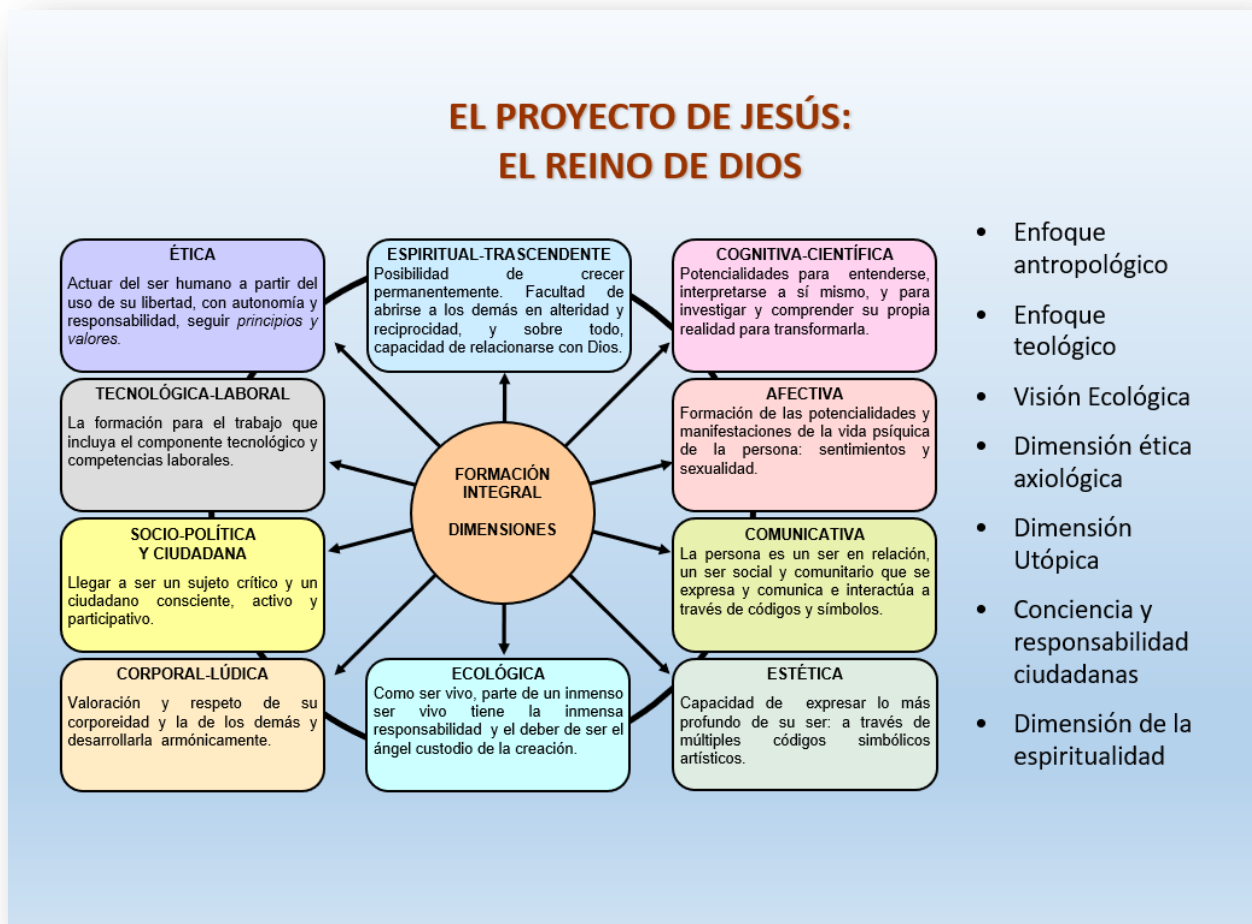 EL PROYECTO DE JESÚS:
EL REINO DE DIOS
ÉTICA
Actuar del ser humano a partir del
uso de su libertad, con autonomía y
responsabilidad, seguir principios y
valores.
ESPIRITUAL-TRASCENDENTE
Posibilidad de crecer
permanentemente. Facultad de
abrirse a los demás en alteridad y
reciprocidad, y sobre todo,
capacidad de relacionarse con Dios.
COGNITIVA-CIENTÍFICA
Potencialidades para entenderse,
interpretarse a sí mismo, y para
investigar y comprender su propia
realidad para transformarla.
TECNOLÓGICA-LABORAL
La formación para el trabajo que
incluya el componente tecnológico y
competencias laborales.
FORMACIÓN
INTEGRAL
DIMENSIONES
AFECTIVA
Formación de las potencialidades y
manifestaciones de la vida psíquica
de la persona: sentimientos y
sexualidad.
SOCIO-POLÍTICA
Y CIUDADANA
Llegar a ser un sujeto crítico y un
ciudadano consciente, activo y
participativo.
COMUNICATIVA
La persona es un ser en relación,
un ser social y comunitario que se
expresa y comunica e interactúa a
través de códigos y símbolos.
CORPORAL-LÚDICA
Valoración y respeto de su
corporeidad y la de los demás y
desarrollarla armónicamente.
ECOLÓGICA
Como ser vivo, parte de un inmenso
ser vivo tiene la inmensa
responsabilidad y el deber de ser el
ángel custodio de la creación.
ESTÉTICA
Capacidad de expresar lo más
profundo de su ser: a través de
múltiples códigos simbólicos
artísticos.
• Enfoque
antropológico
• Enfoque
teológico
• Visión Ecológica
• Dimensión ética
axiológica
• Dimensión
Utópica
• Conciencia y
responsabilidad
ciudadanas
• Dimensión de la
espiritualidad